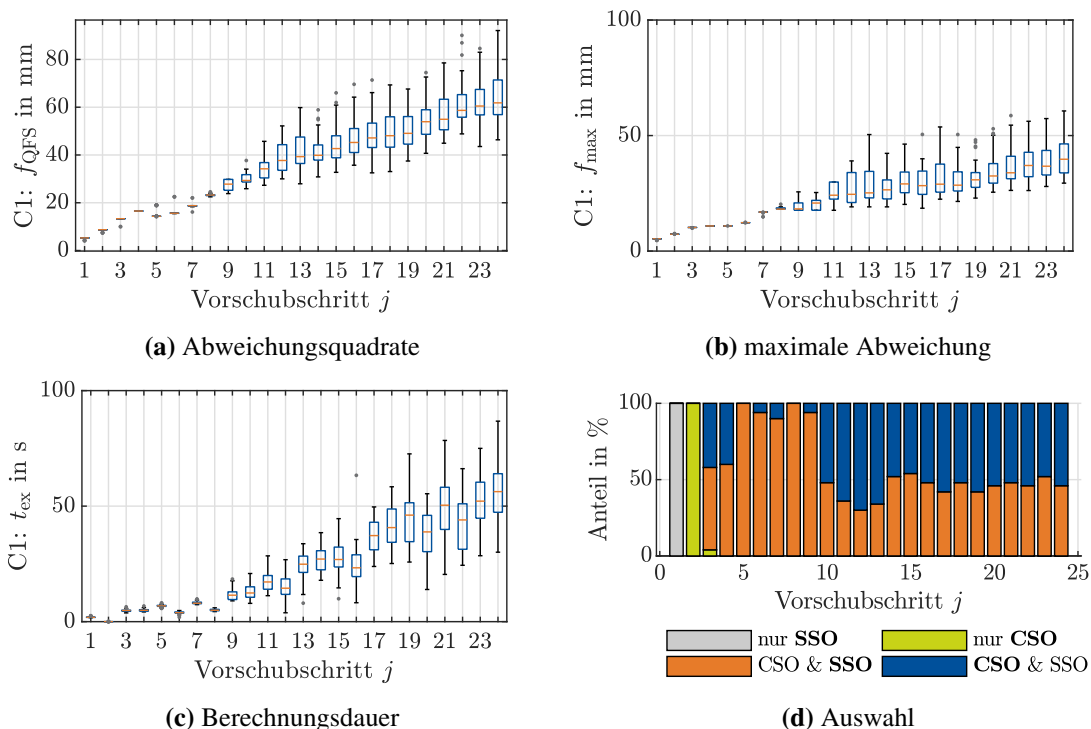 C1: f_QFS in mm
80
60
40
20
0
1 3 5 7 9 11 13 15 17 19 21 23
Vorschubschritt j
(a) Abweichungsquadrate
C1: f_max in mm
100
50
0
1 3 5 7 9 11 13 15 17 19 21 23
Vorschubschritt j
(b) maximale Abweichung
C1: t_ex in s
100
50
0
1 3 5 7 9 11 13 15 17 19 21 23
Vorschubschritt j
(c) Berechnungsdauer
Anteil in %
100
50
0
0 5 10 15 20 25
Vorschubschritt j
nur SSO
nur CSO
CSO & SSO
CSO & SSO
(d) Auswahl